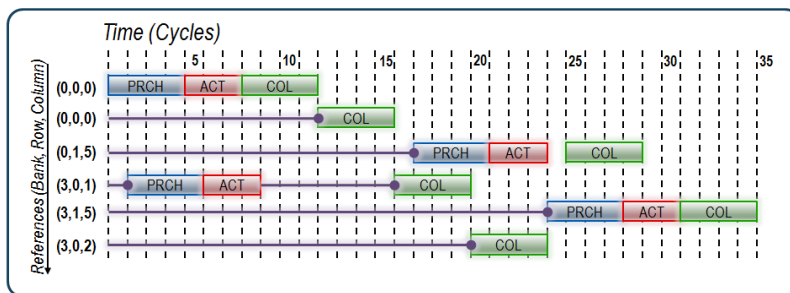 Time (Cycles)
5 10 15 20 25 30 35
References (Bank, Row, Column)
(0,0,0) PRCH ACT COL
(0,0,0) COL
(0,1,5) PRCH ACT COL
(3,0,1) PRCH ACT COL
(3,1,5) PRCH ACT COL
(3,0,2) COL